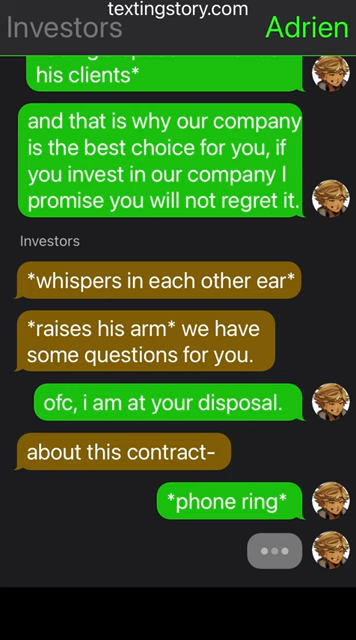 textingstory.com
Investors
Adrien
his clients*
and that is why our company
is the best choice for you, if
you invest in our company I
promise you will not regret it.
Investors
*whispers in each other ear*
*raises his arm* we have
some questions for you.
ofc, i am at your disposal.
about this contract-
*phone ring*